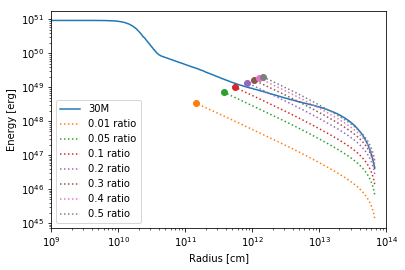 10^51
10^50
10^49
10^48
10^47
10^46
10^45
Energy [erg]
30M
0.01 ratio
0.05 ratio
0.1 ratio
0.2 ratio
0.3 ratio
0.4 ratio
0.5 ratio
10^9 10^10 10^11 10^12 10^13 10^14
Radius [cm]